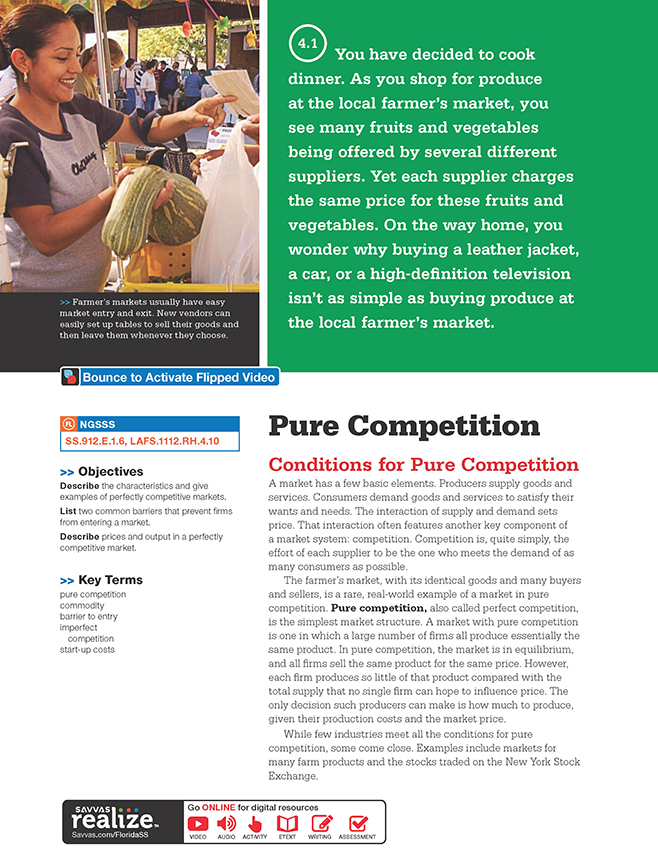 4.1
You have decided to cook
dinner. As you shop for produce
at the local farmer's market, you
see many fruits and vegetables
being offered by several different
suppliers. Yet each supplier charges
the same price for these fruits and
vegetables. On the way home, you
wonder why buying a leather jacket,
a car, or a high-definition television
isn't as simple as buying produce at
the local farmer's market.
>> Farmer's markets usually have easy
market entry and exit. New vendors can
easily set up tables to sell their goods and
then leave them whenever they choose.
Bounce to Activate Flipped Video
FL NGSSS
SS.912.E.1.6, LAFS.1112.RH.4.10
>> Objectives
Describe the characteristics and give
examples of perfectly competitive markets.
List two common barriers that prevent firms
from entering a market.
Describe prices and output in a perfectly
competitive market.
>> Key Terms
pure competition
commodity
barrier to entry
imperfect
competition
start-up costs
Pure Competition
Conditions for Pure Competition
A market has a few basic elements. Producers supply goods and
services. Consumers demand goods and services to satisfy their
wants and needs. The interaction of supply and demand sets
price. That interaction often features another key component of
a market system: competition. Competition is, quite simply, the
effort of each supplier to be the one who meets the demand of as
many consumers as possible.
The farmer's market, with its identical goods and many buyers
and sellers, is a rare, real-world example of a market in pure
competition. Pure competition, also called perfect competition,
is the simplest market structure. A market with pure competition
is one in which a large number of firms all produce essentially the
same product. In pure competition, the market is in equilibrium,
and all firms sell the same product for the same price. However,
each firm produces so little of that product compared with the
total supply that no single firm can hope to influence price. The
only decision such producers can make is how much to produce,
given their production costs and the market price.
While few industries meet all the conditions for pure
competition, some come close. Examples include markets for
many farm products and the stocks traded on the New York Stock
Exchange.
SAVVAS
realize™
Savvas.com/FloridaSS
Go ONLINE for digital resources
VIDEO AUDIO ACTIVITY ETEXT WRITING ASSESSMENT